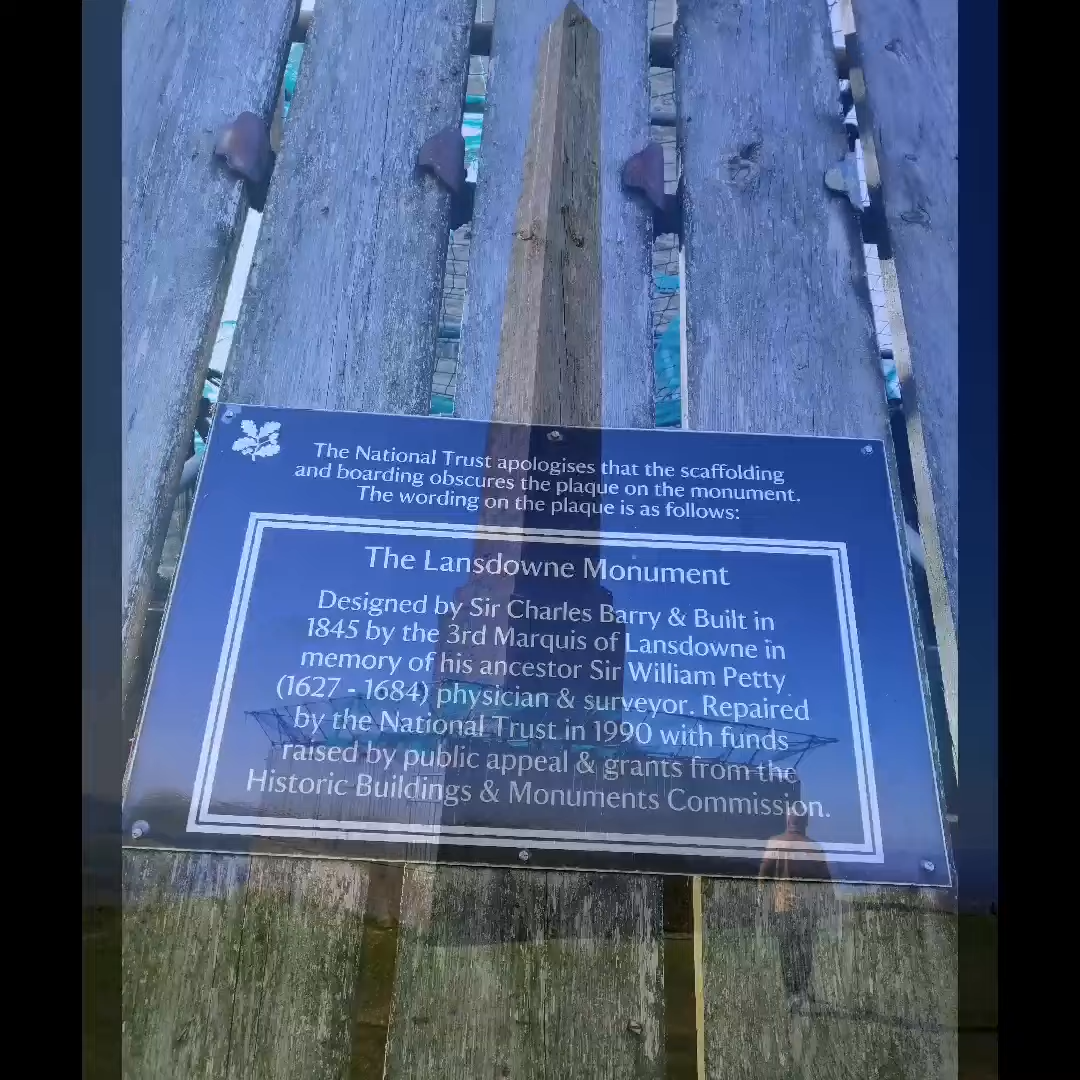 The National Trust apologises that the scaffolding
and boarding obscures the plaque on the monument.
The wording on the plaque is as follows:
The Lansdowne Monument
Designed by Sir Charles Barry & Built in
1845 by the 3rd Marquis of Lansdowne in
memory of his ancestor Sir William Petty
(1627 - 1684) physician & surveyor. Repaired
by the National Trust in 1990 with funds
raised by public appeal & grants from the
Historic Buildings & Monuments Commission.